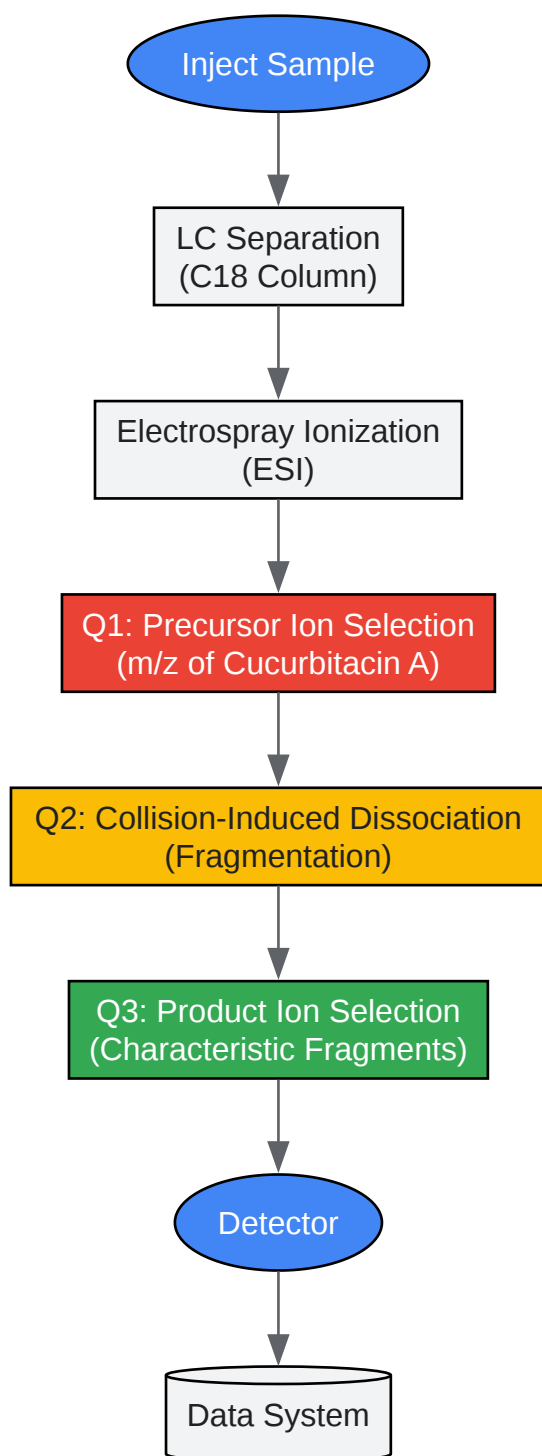 Inject Sample
LC Separation
(C18 Column)
Electrospray Ionization
(ESI)
Q1: Precursor Ion Selection
(m/z of Cucurbitacin A)
Q2: Collision-Induced Dissociation
(Fragmentation)
Q3: Product Ion Selection
(Characteristic Fragments)
Detector
Data System